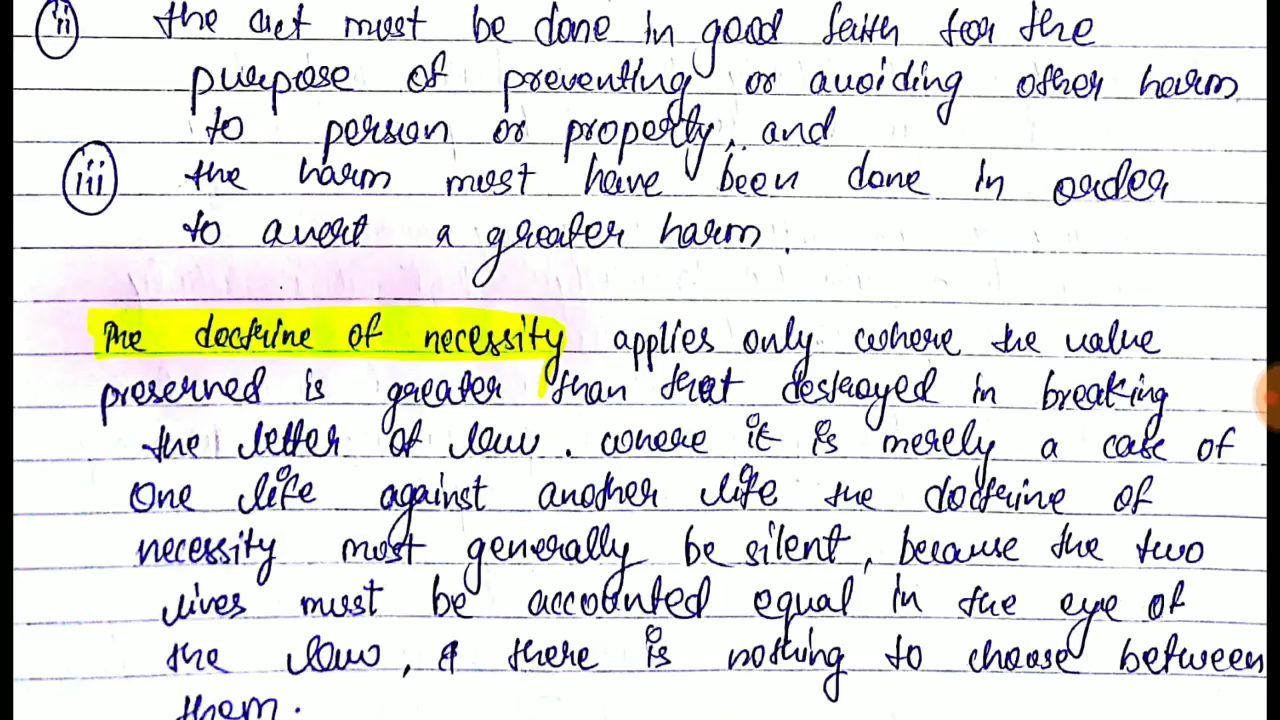 (ii) the act must be done in good faith for the
purpose of preventing or avoiding other harm
to person or property, and
(iii) the harm must have been done in order
to avert a greater harm.
The doctrine of necessity applies only where the value
preserved is greater than that destroyed in breaking
the letter of law. where it is merely a case of
One life against another life the doctrine of
necessity must generally be silent, because the two
lives must be accounted equal in the eye of
the law, & there is nothing to choose between
them.